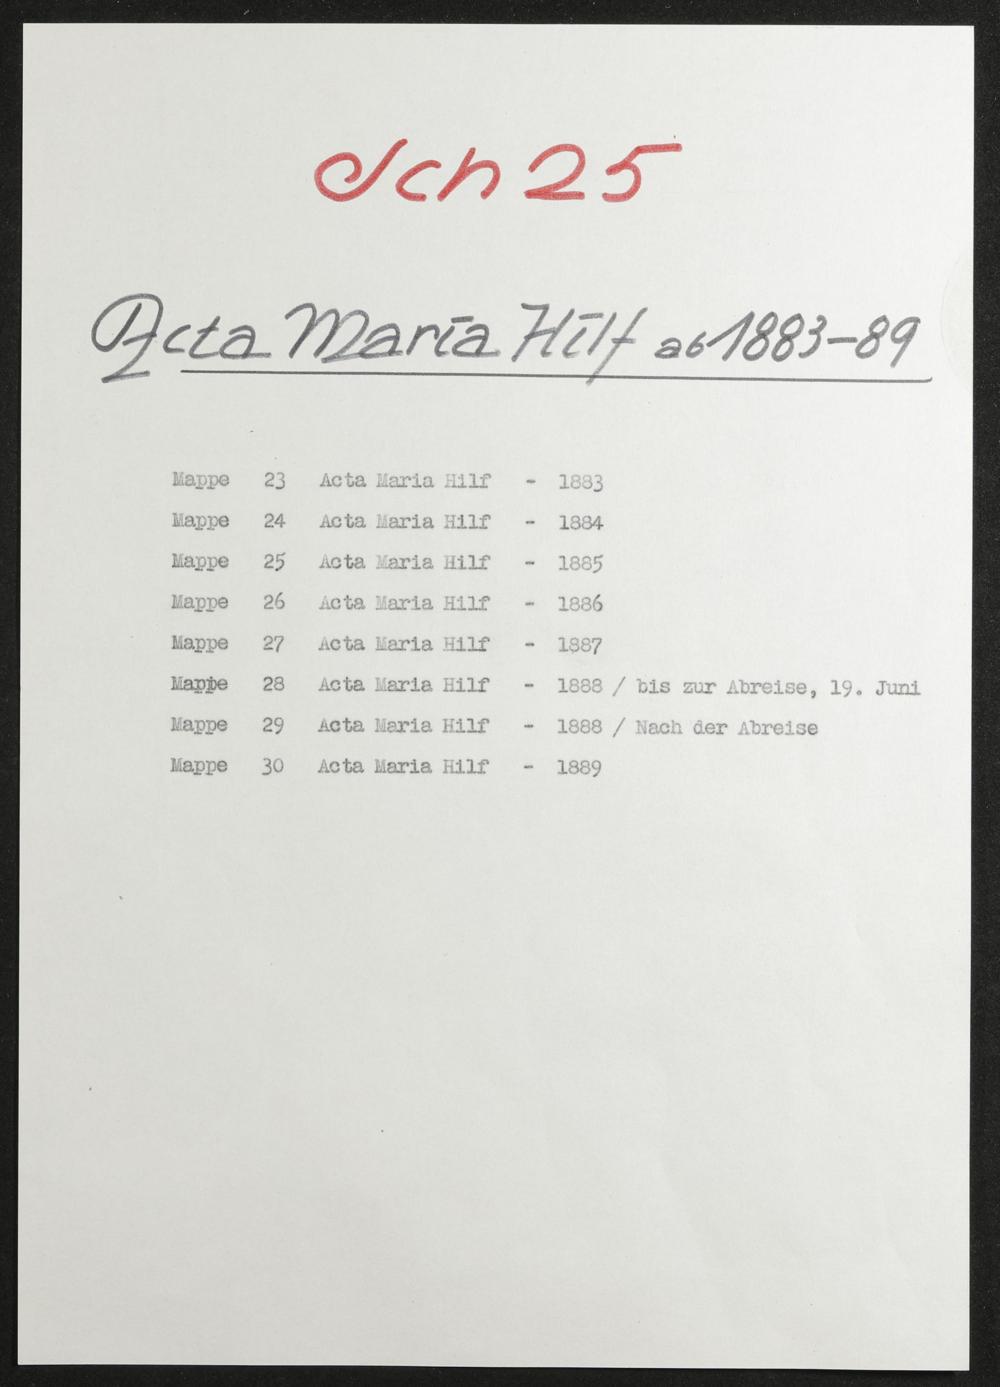 Sch 25
Acta Maria Hilf ab 1883-89
Mappe 23 Acta Maria Hilf - 1883
Mappe 24 Acta Maria Hilf - 1884
Mappe 25 Acta Maria Hilf - 1885
Mappe 26 Acta Maria Hilf - 1886
Mappe 27 Acta Maria Hilf - 1887
Mappe 28 Acta Maria Hilf - 1888 / bis zur Abreise, 19. Juni
Mappe 29 Acta Maria Hilf - 1888 / Nach der Abreise
Mappe 30 Acta Maria Hilf - 1889